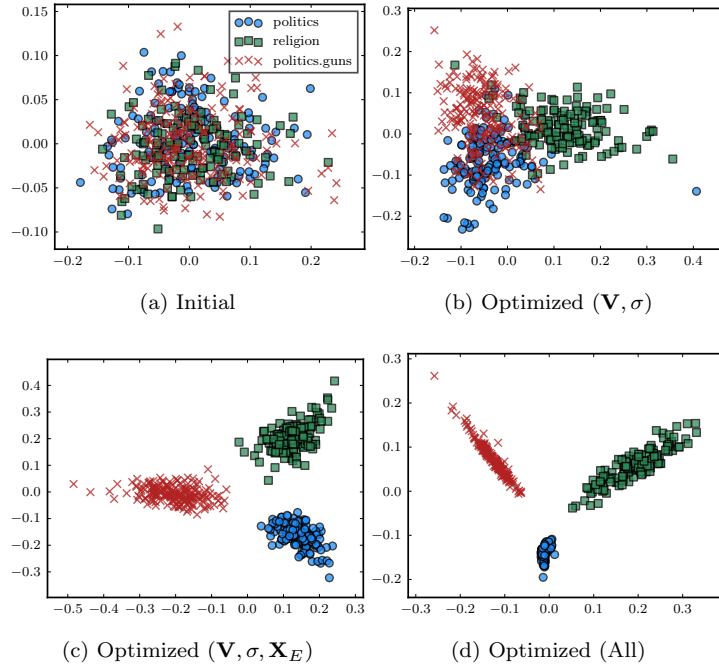 politics
religion
politics.guns
0.15
0.10
0.05
0.00
−0.05
−0.10
−0.2 −0.1 0.0 0.1 0.2
(a) Initial
0.3
0.2
0.1
0.0
−0.1
−0.2
−0.1 0.0 0.1 0.2 0.3 0.4
(b) Optimized (V, σ)
0.4
0.3
0.2
0.1
0.0
−0.1
−0.2
−0.3
−0.5 −0.4 −0.3 −0.2 −0.1 0.0 0.1 0.2 0.3
(c) Optimized (V, σ, X_E)
0.3
0.2
0.1
0.0
−0.1
−0.2
−0.3 −0.2 −0.1 0.0 0.1 0.2 0.3
(d) Optimized (All)